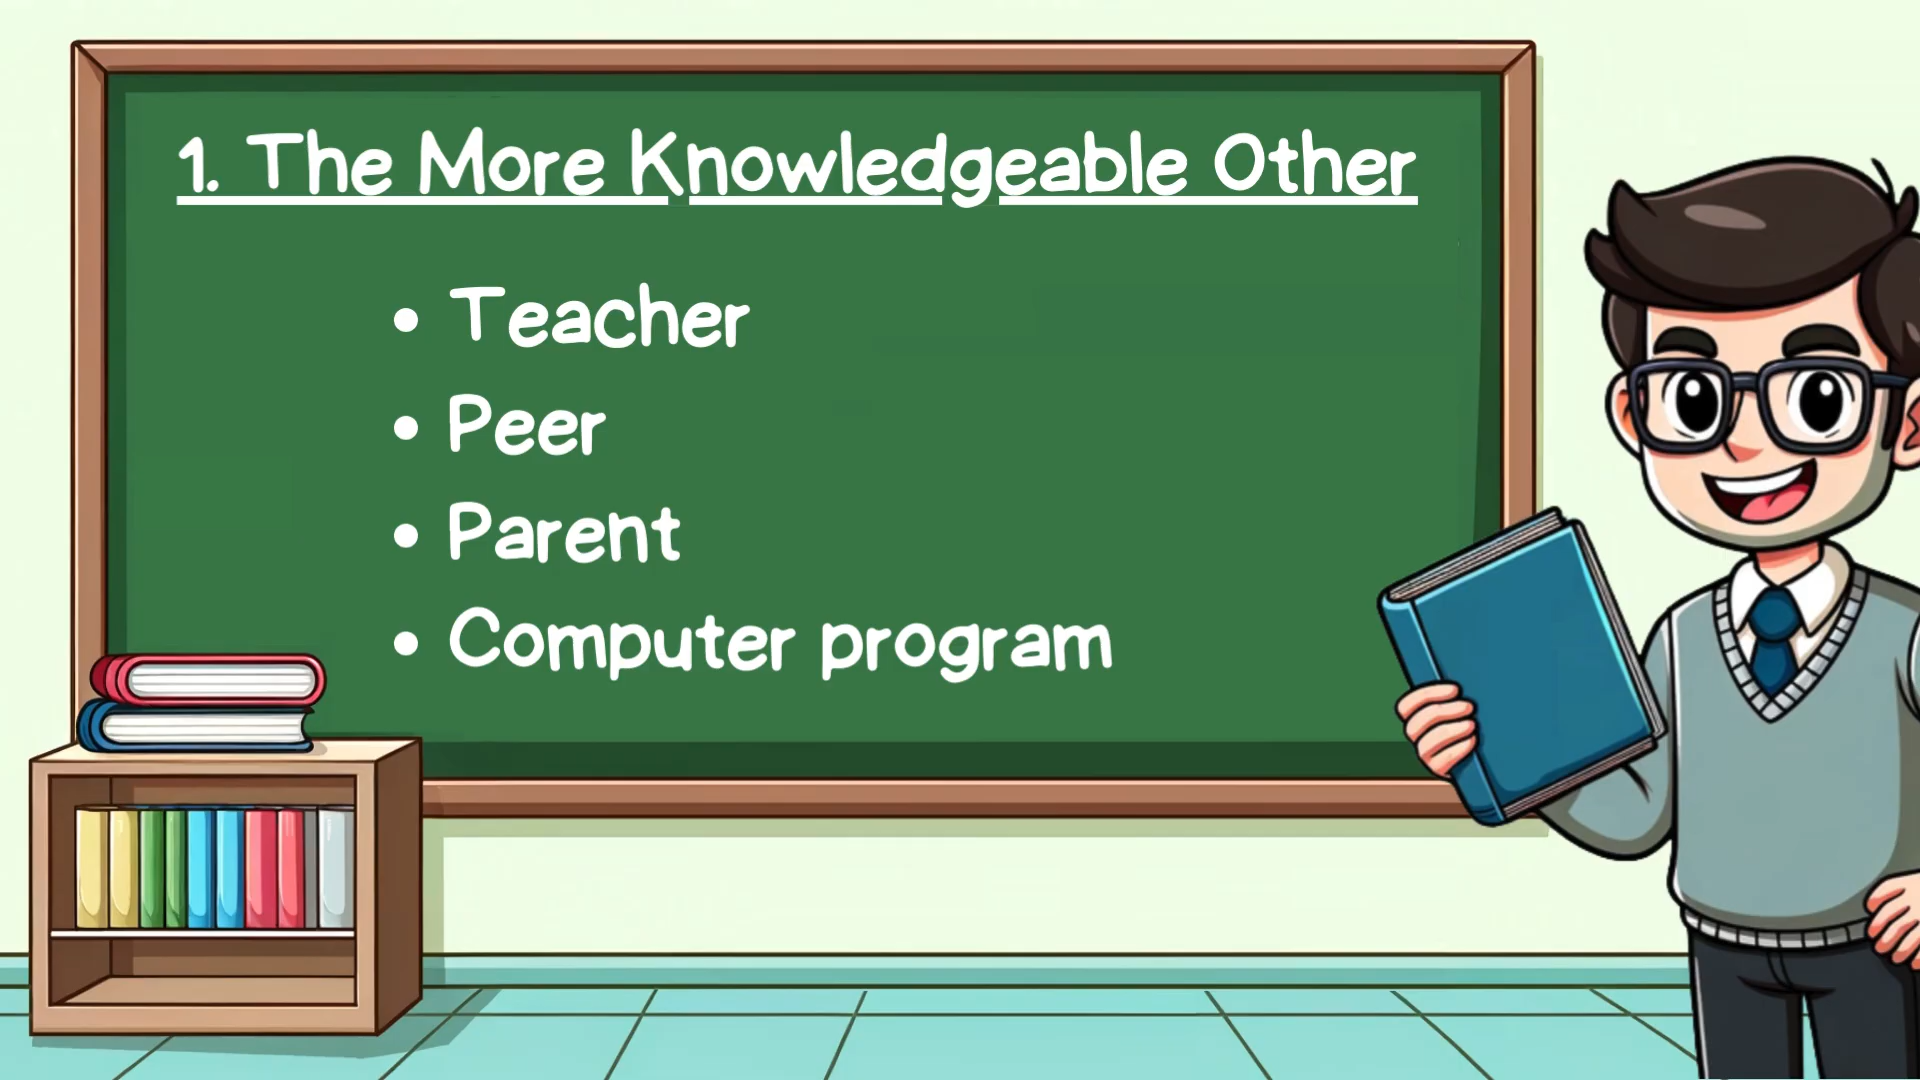 1. The More Knowledgeable Other
• Teacher
• Peer
• Parent
• Computer program